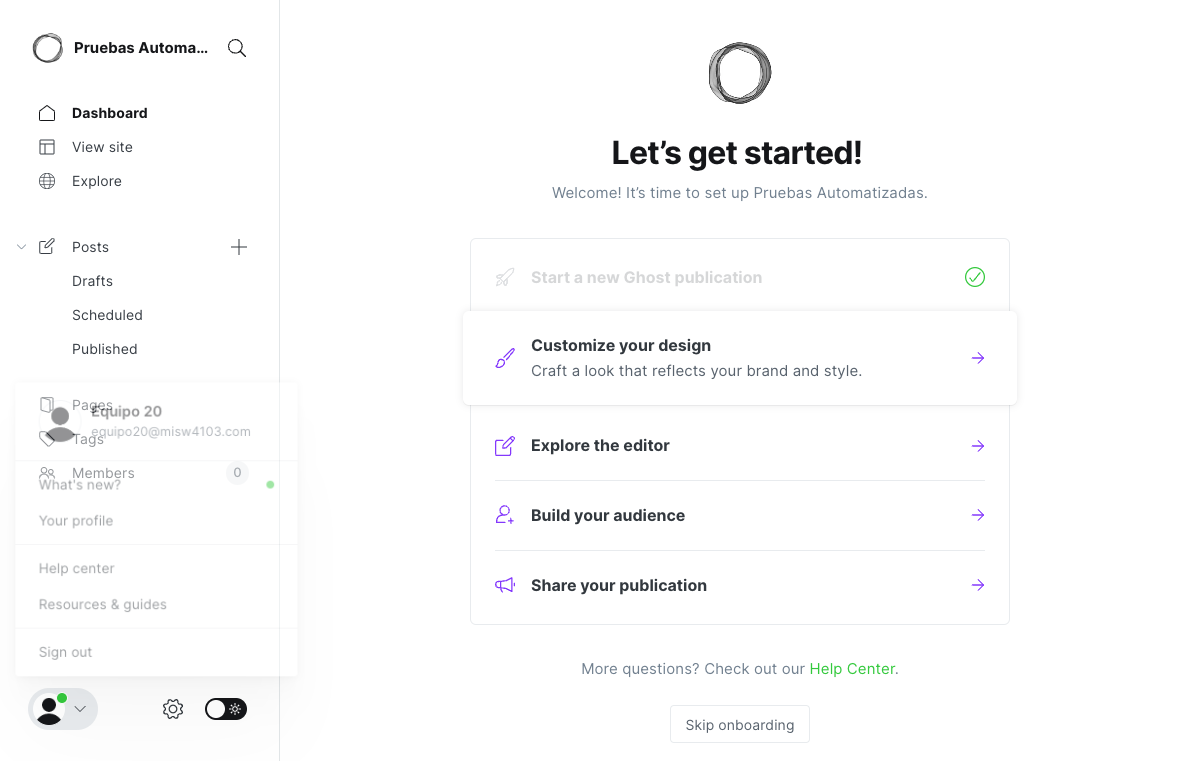 Pruebas Automa...
Dashboard
View site
Explore
Posts
Drafts
Scheduled
Published
Pages
Tags
Members 0
Equipo 20
equipo20@misw4103.com
What's new?
Your profile
Help center
Resources & guides
Sign out
Let’s get started!
Welcome! It’s time to set up Pruebas Automatizadas.
Start a new Ghost publication
Customize your design
Craft a look that reflects your brand and style.
Explore the editor
Build your audience
Share your publication
More questions? Check out our Help Center.
Skip onboarding